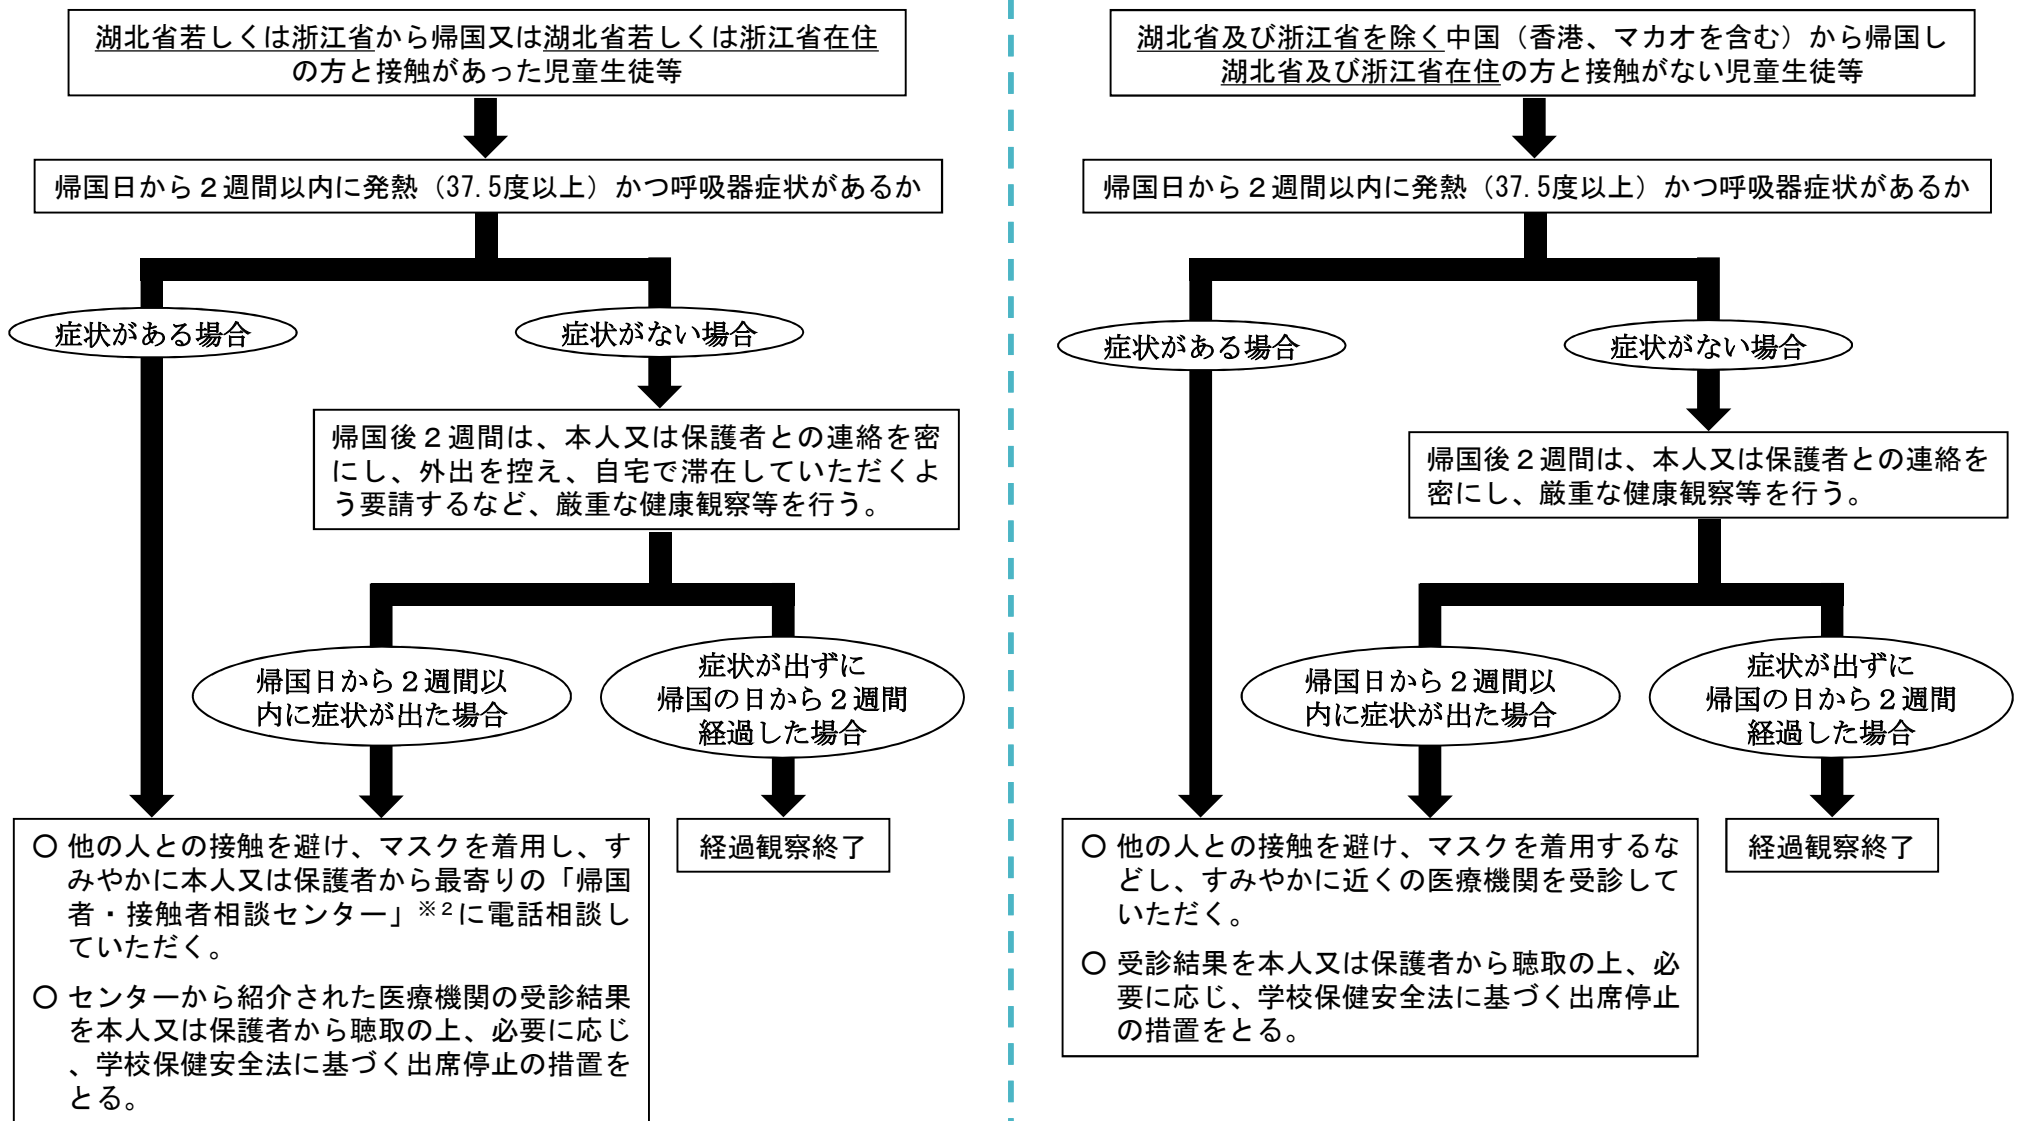 湖北省若しくは浙江省から帰国又は湖北省若しくは浙江省在住
の方と接触があった児童生徒等
帰国日から２週間以内に発熱（37.5度以上）かつ呼吸器症状があるか
症状がある場合
症状がない場合
帰国後２週間は、本人又は保護者との連絡を密
にし、外出を控え、自宅で滞在していただくよ
う要請するなど、厳重な健康観察等を行う。
帰国日から２週間以
内に症状が出た場合
症状が出ずに
帰国の日から２週間
経過した場合
○ 他の人との接触を避け、マスクを着用し、す
みやかに本人又は保護者から最寄りの「帰国
者・接触者相談センター」※2に電話相談し
ていただく。
○ センターから紹介された医療機関の受診結果
を本人又は保護者から聴取の上、必要に応じ
、学校保健安全法に基づく出席停止の措置を
とる。
経過観察終了
湖北省及び浙江省を除く中国（香港、マカオを含む）から帰国し
湖北省及び浙江省在住の方と接触がない児童生徒等
帰国日から２週間以内に発熱（37.5度以上）かつ呼吸器症状があるか
症状がある場合
症状がない場合
帰国後２週間は、本人又は保護者との連絡を
密にし、厳重な健康観察等を行う。
帰国日から２週間以
内に症状が出た場合
症状が出ずに
帰国の日から２週間
経過した場合
○ 他の人との接触を避け、マスクを着用するな
どし、すみやかに近くの医療機関を受診して
いただく。
○ 受診結果を本人又は保護者から聴取の上、必
要に応じ、学校保健安全法に基づく出席停止
の措置をとる。
経過観察終了